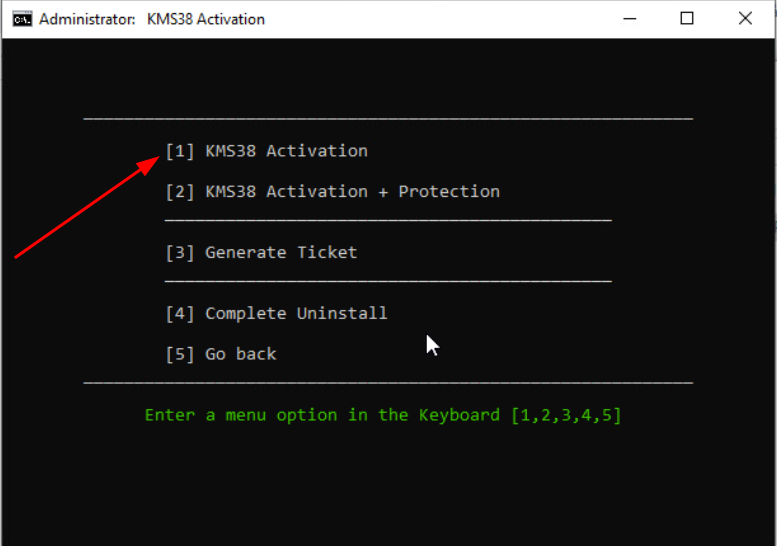 Administrator: KMS38 Activation
[1] KMS38 Activation
[2] KMS38 Activation + Protection
[3] Generate Ticket
[4] Complete Uninstall
[5] Go back
Enter a menu option in the Keyboard [1,2,3,4,5]